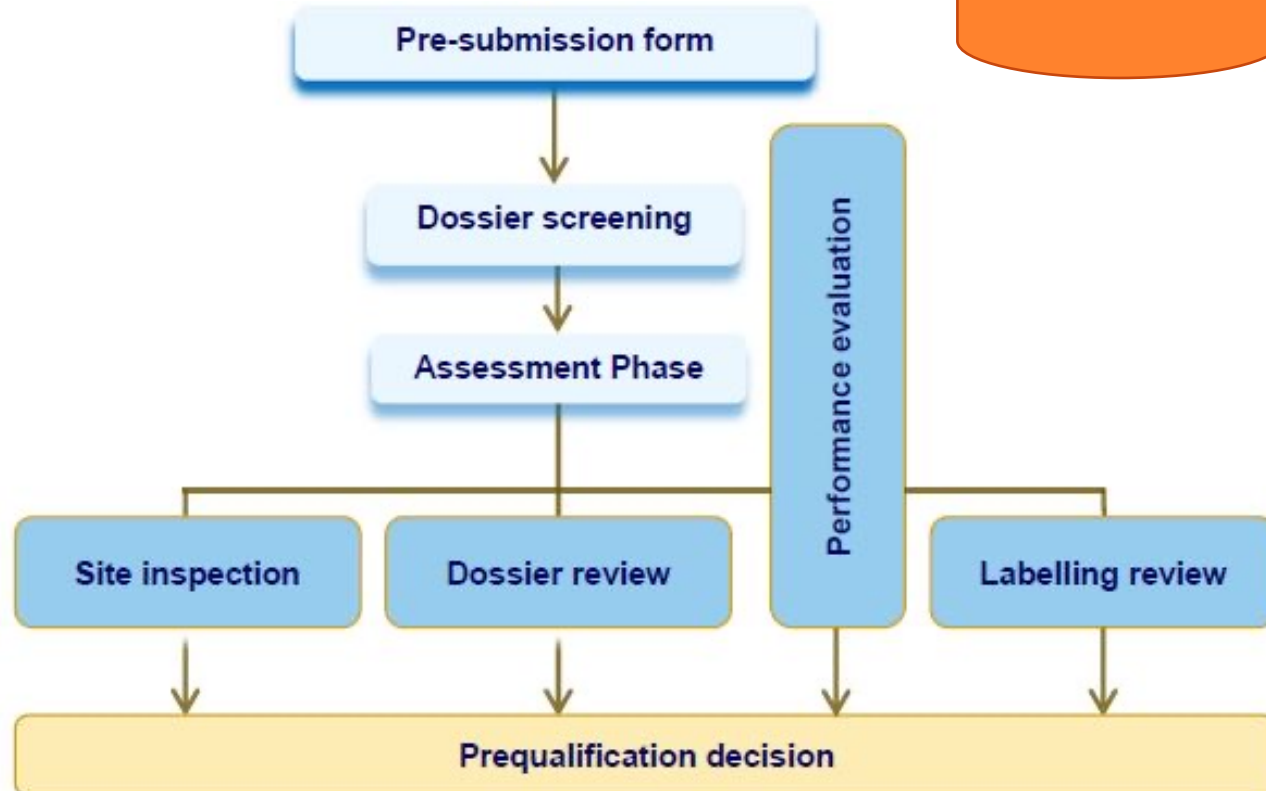 Pre-submission form
Dossier screening
Assessment Phase
Performance evaluation
Site inspection
Dossier review
Labelling review
Prequalification decision